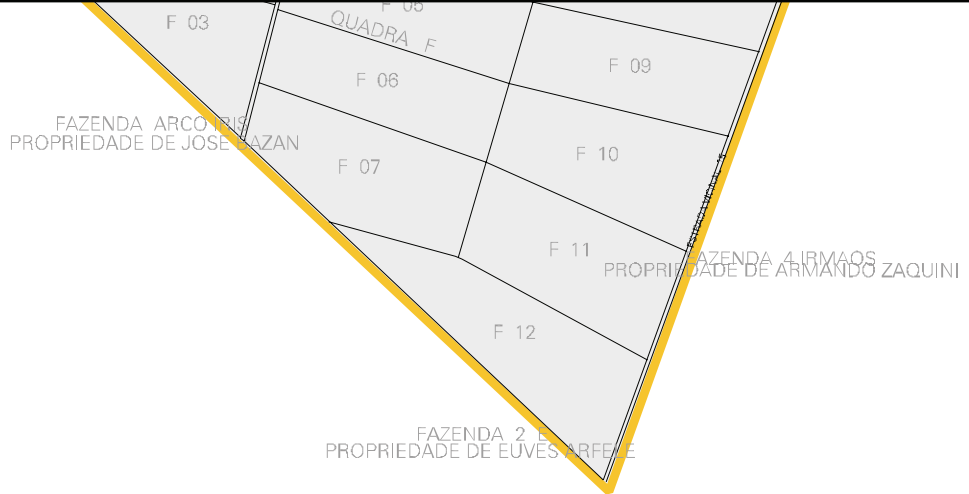 F 05
F 03
QUADRA F
F 09
F 06
FAZENDA ARCO IRIS
PROPRIEDADE DE JOSE BAZAN
F 10
F 07
F 11
FAZENDA 4 IRMAOS
PROPRIEDADE DE ARMANDO ZAQUINI
F 12
FAZENDA 2
PROPRIEDADE DE EUVES ARFELE